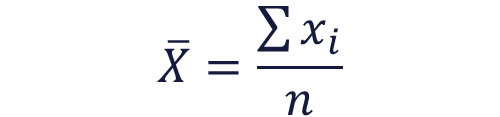 X̄ = ∑ xᵢ / n